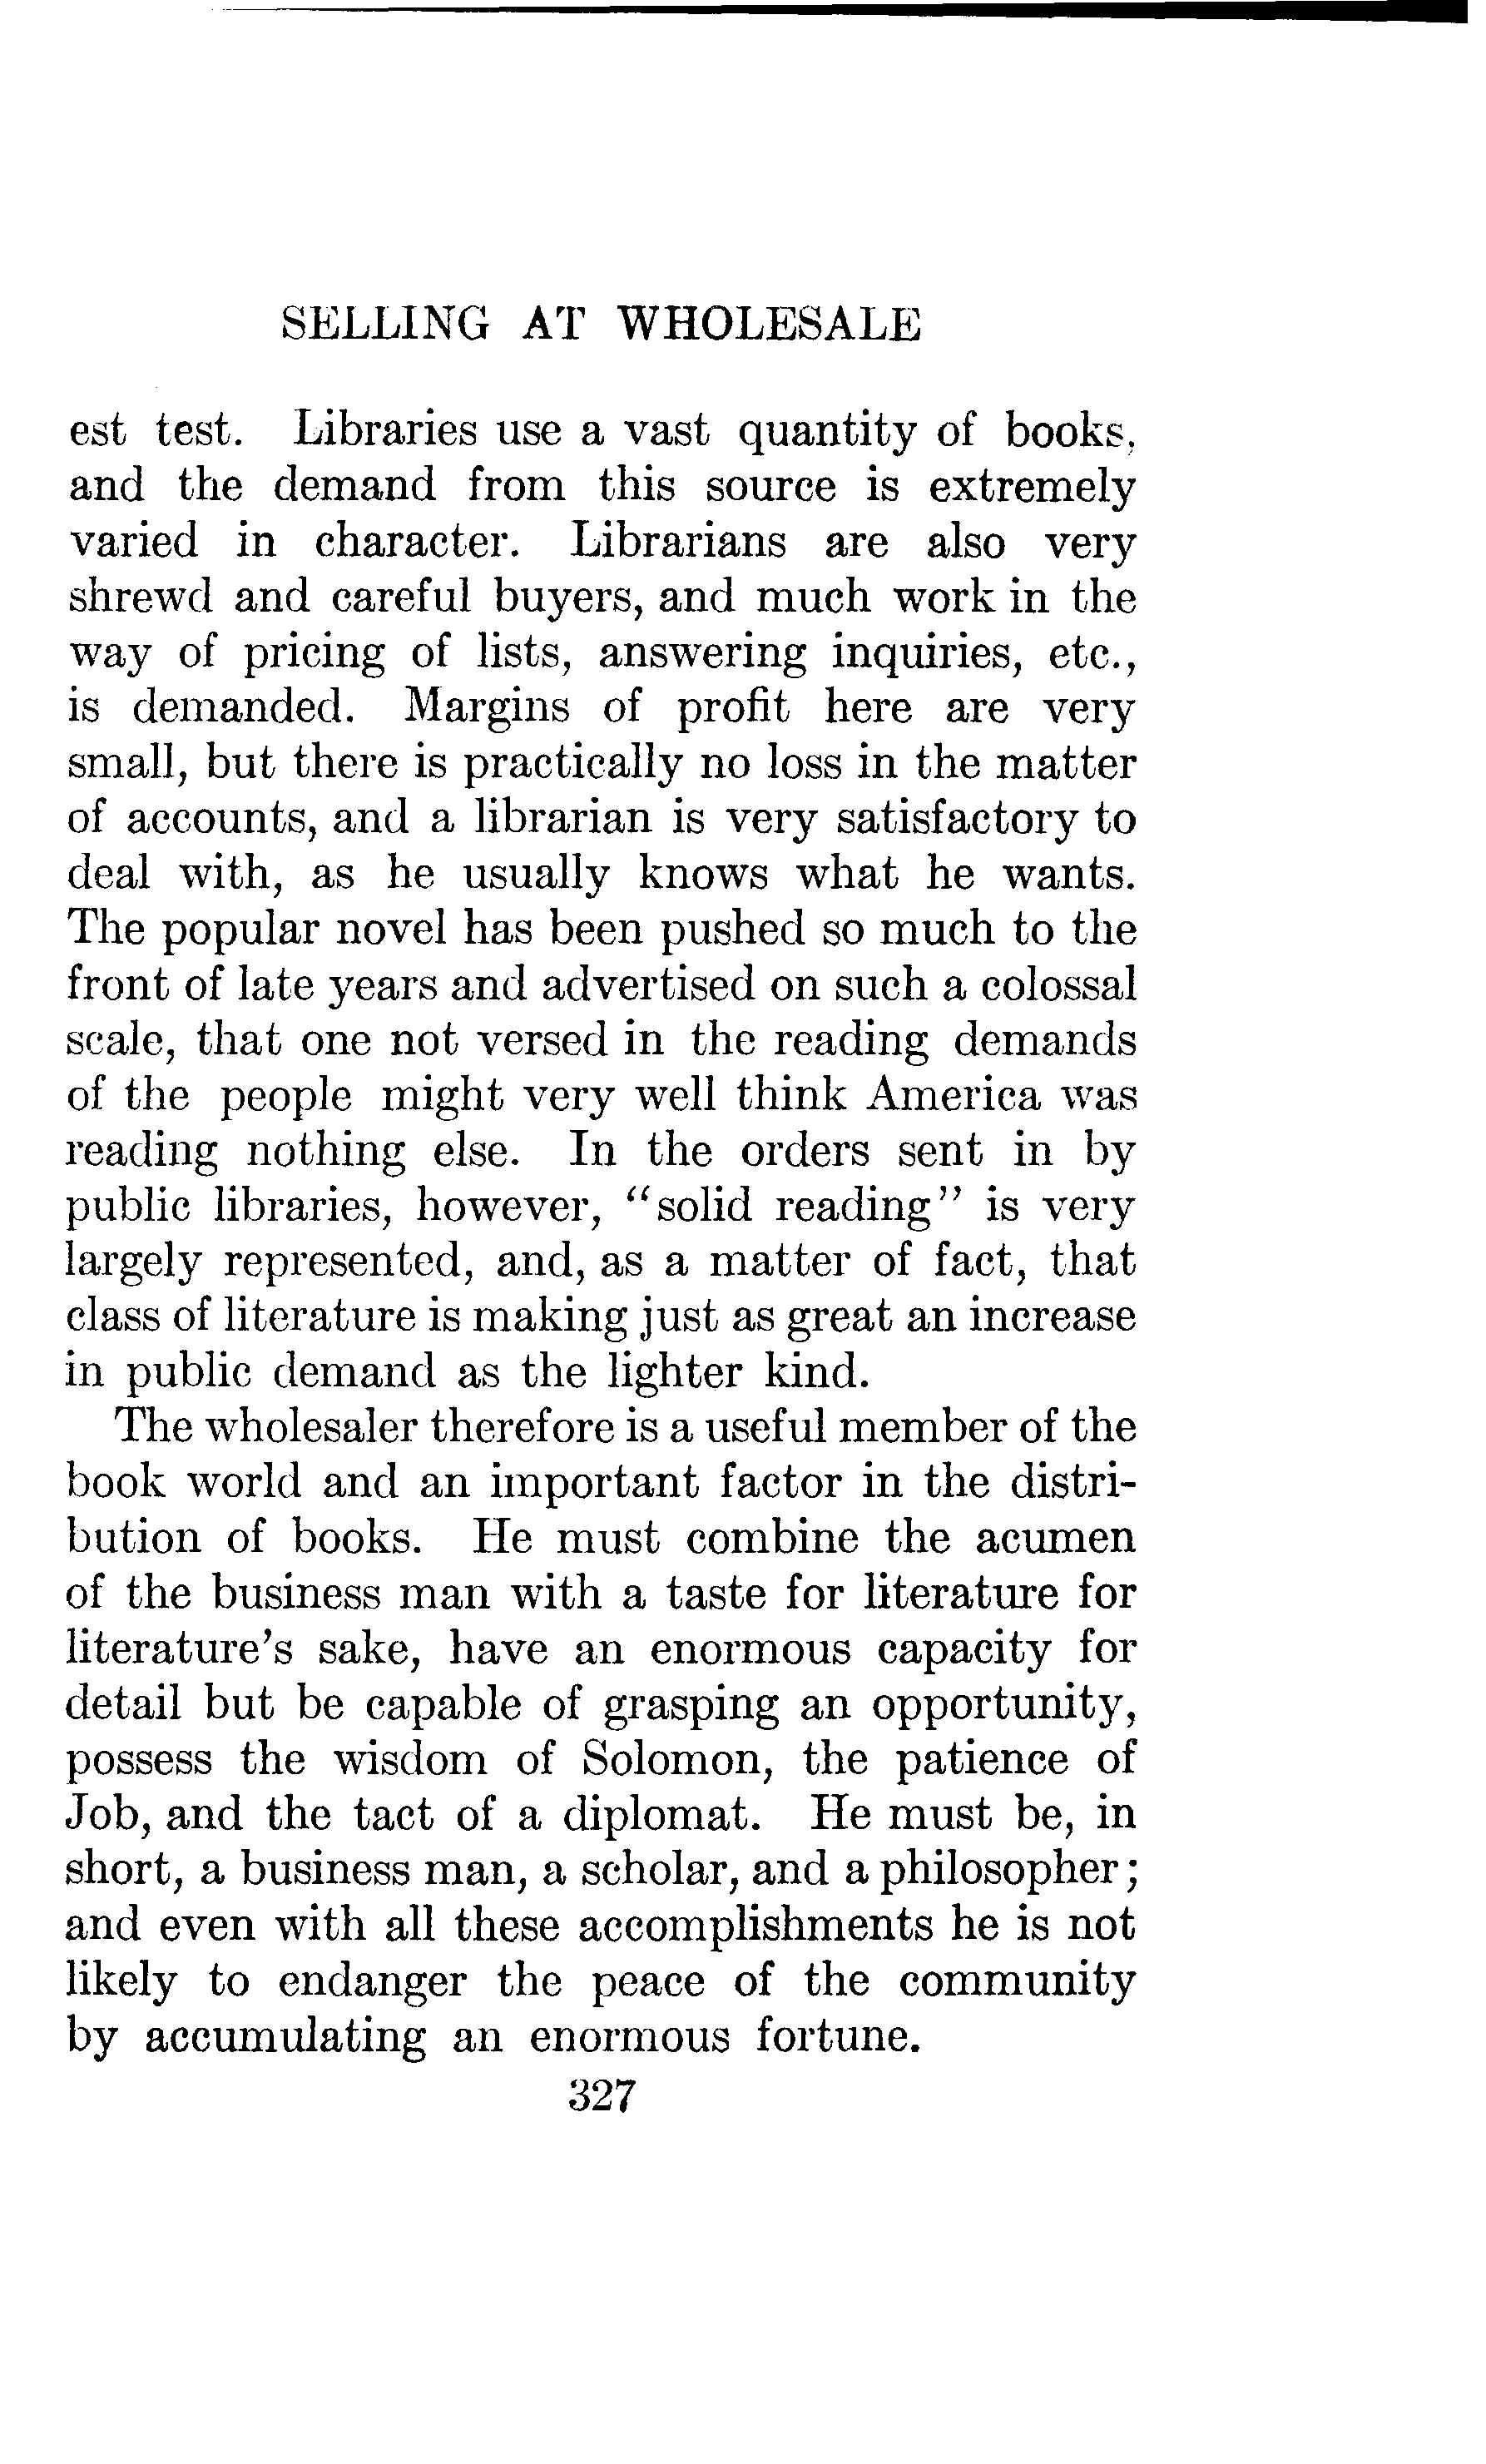 SELLING AT WHOLESALE
est test. Libraries use a vast quantity of books,
and the demand from this source is extremely
varied in character. Librarians are also very
shrewd and careful buyers, and much work in the
way of pricing of lists, answering inquiries, etc.,
is demanded. Margins of profit here are very
small, but there is practically no loss in the matter
of accounts, and a librarian is very satisfactory to
deal with, as he usually knows what he wants.
The popular novel has been pushed so much to the
front of late years and advertised on such a colossal
scale, that one not versed in the reading demands
of the people might very well think America was
reading nothing else. In the orders sent in by
public libraries, however, “solid reading” is very
largely represented, and, as a matter of fact, that
class of literature is making just as great an increase
in public demand as the lighter kind.
The wholesaler therefore is a useful member of the
book world and an important factor in the distri-
bution of books. He must combine the acumen
of the business man with a taste for literature for
literature's sake, have an enormous capacity for
detail but be capable of grasping an opportunity,
possess the wisdom of Solomon, the patience of
Job, and the tact of a diplomat. He must be, in
short, a business man, a scholar, and a philosopher;
and even with all these accomplishments he is not
likely to endanger the peace of the community
by accumulating an enormous fortune.
327